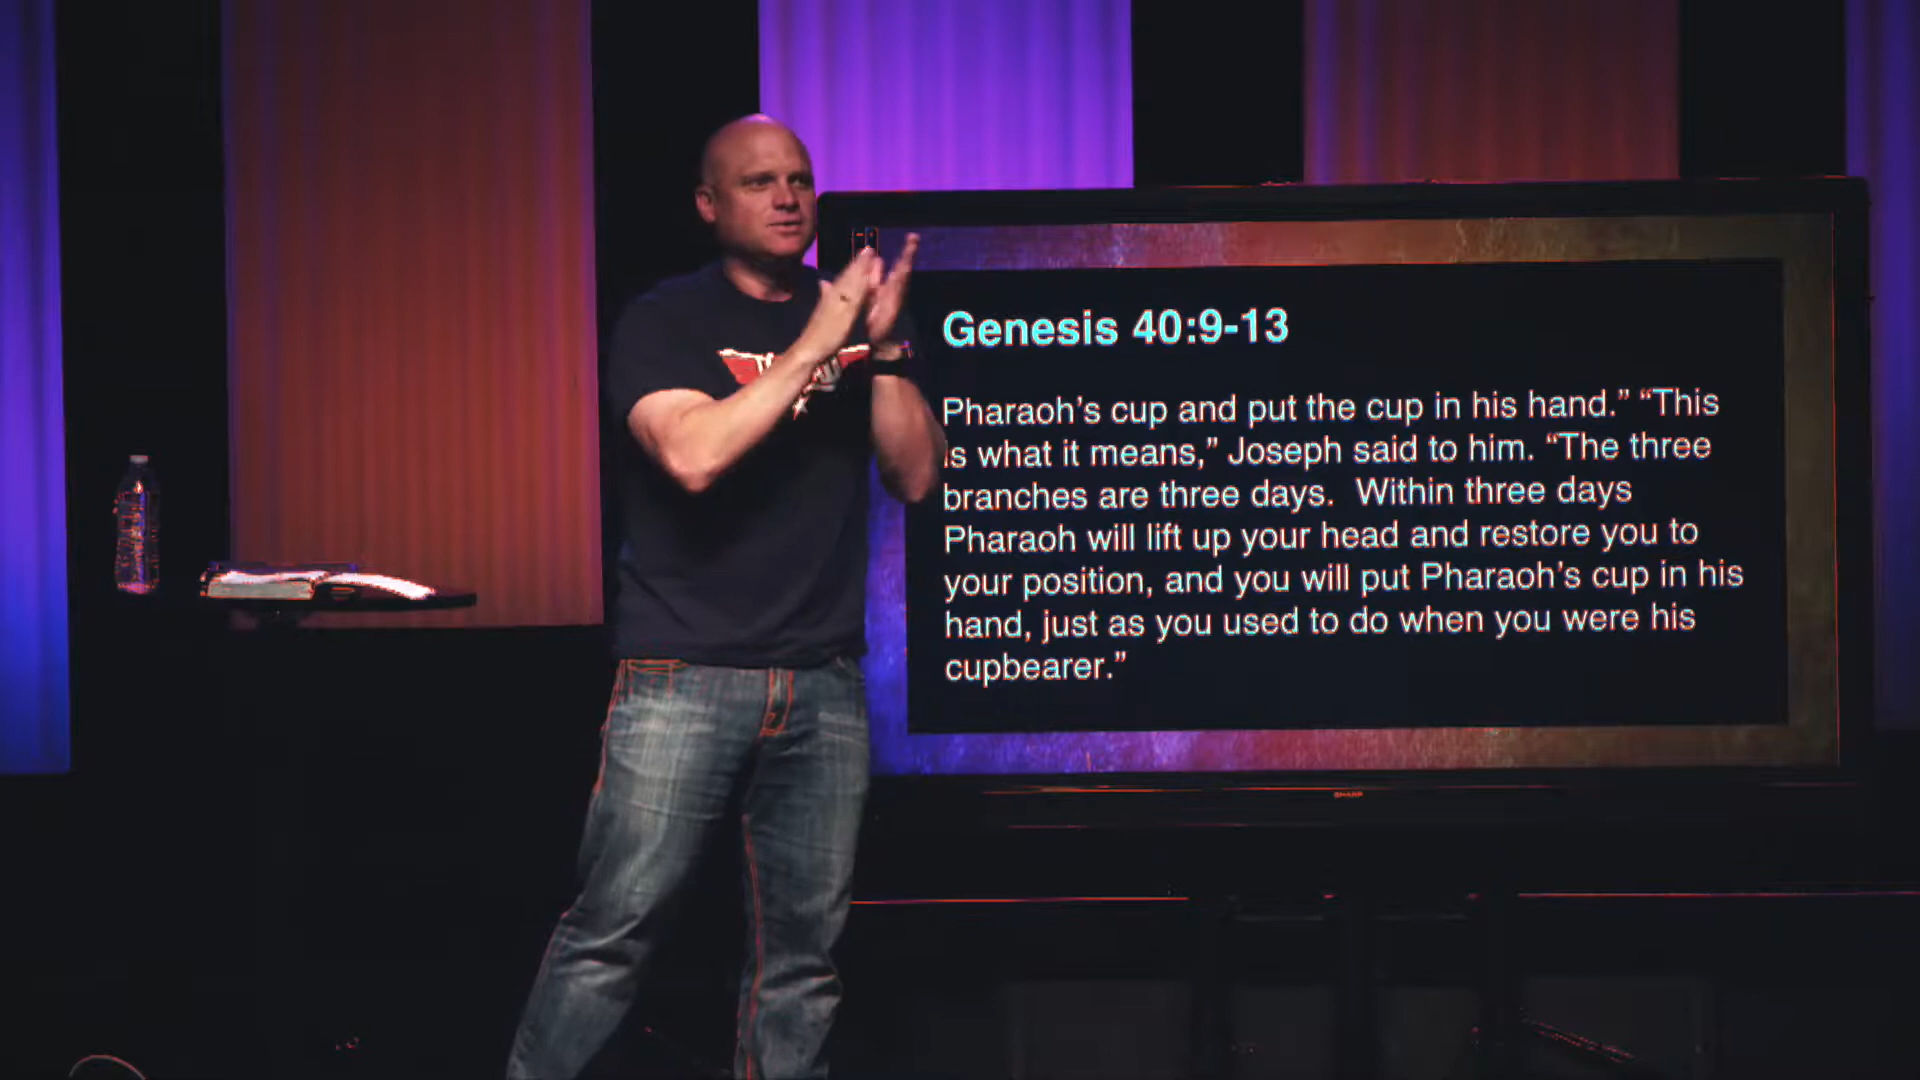 Genesis 40:9-13
Pharaoh's cup and put the cup in his hand.” “This
is what it means,” Joseph said to him. “The three
branches are three days.  Within three days
Pharaoh will lift up your head and restore you to
your position, and you will put Pharaoh's cup in his
hand, just as you used to do when you were his
cupbearer.”
SHARP